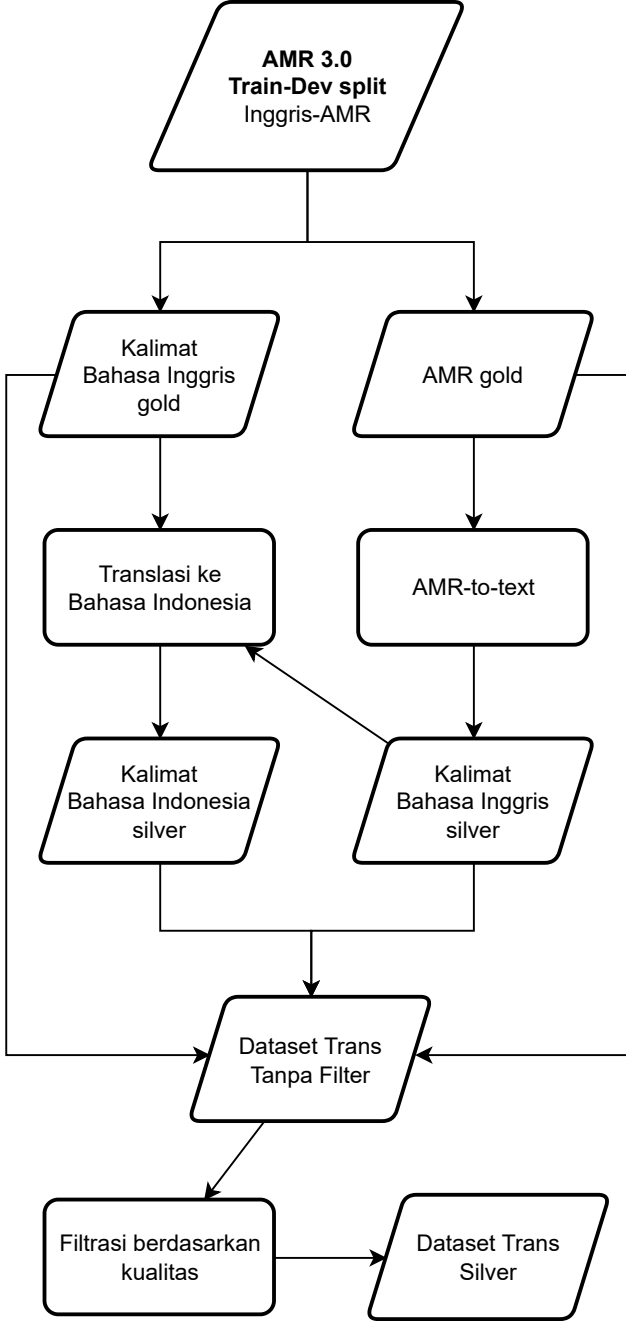 AMR 3.0
Train-Dev split
Inggris-AMR
Kalimat
Bahasa Inggris
gold
AMR gold
Translasi ke
Bahasa Indonesia
AMR-to-text
Kalimat
Bahasa Indonesia
silver
Kalimat
Bahasa Inggris
silver
Dataset Trans
Tanpa Filter
Filtrasi berdasarkan
kualitas
Dataset Trans
Silver